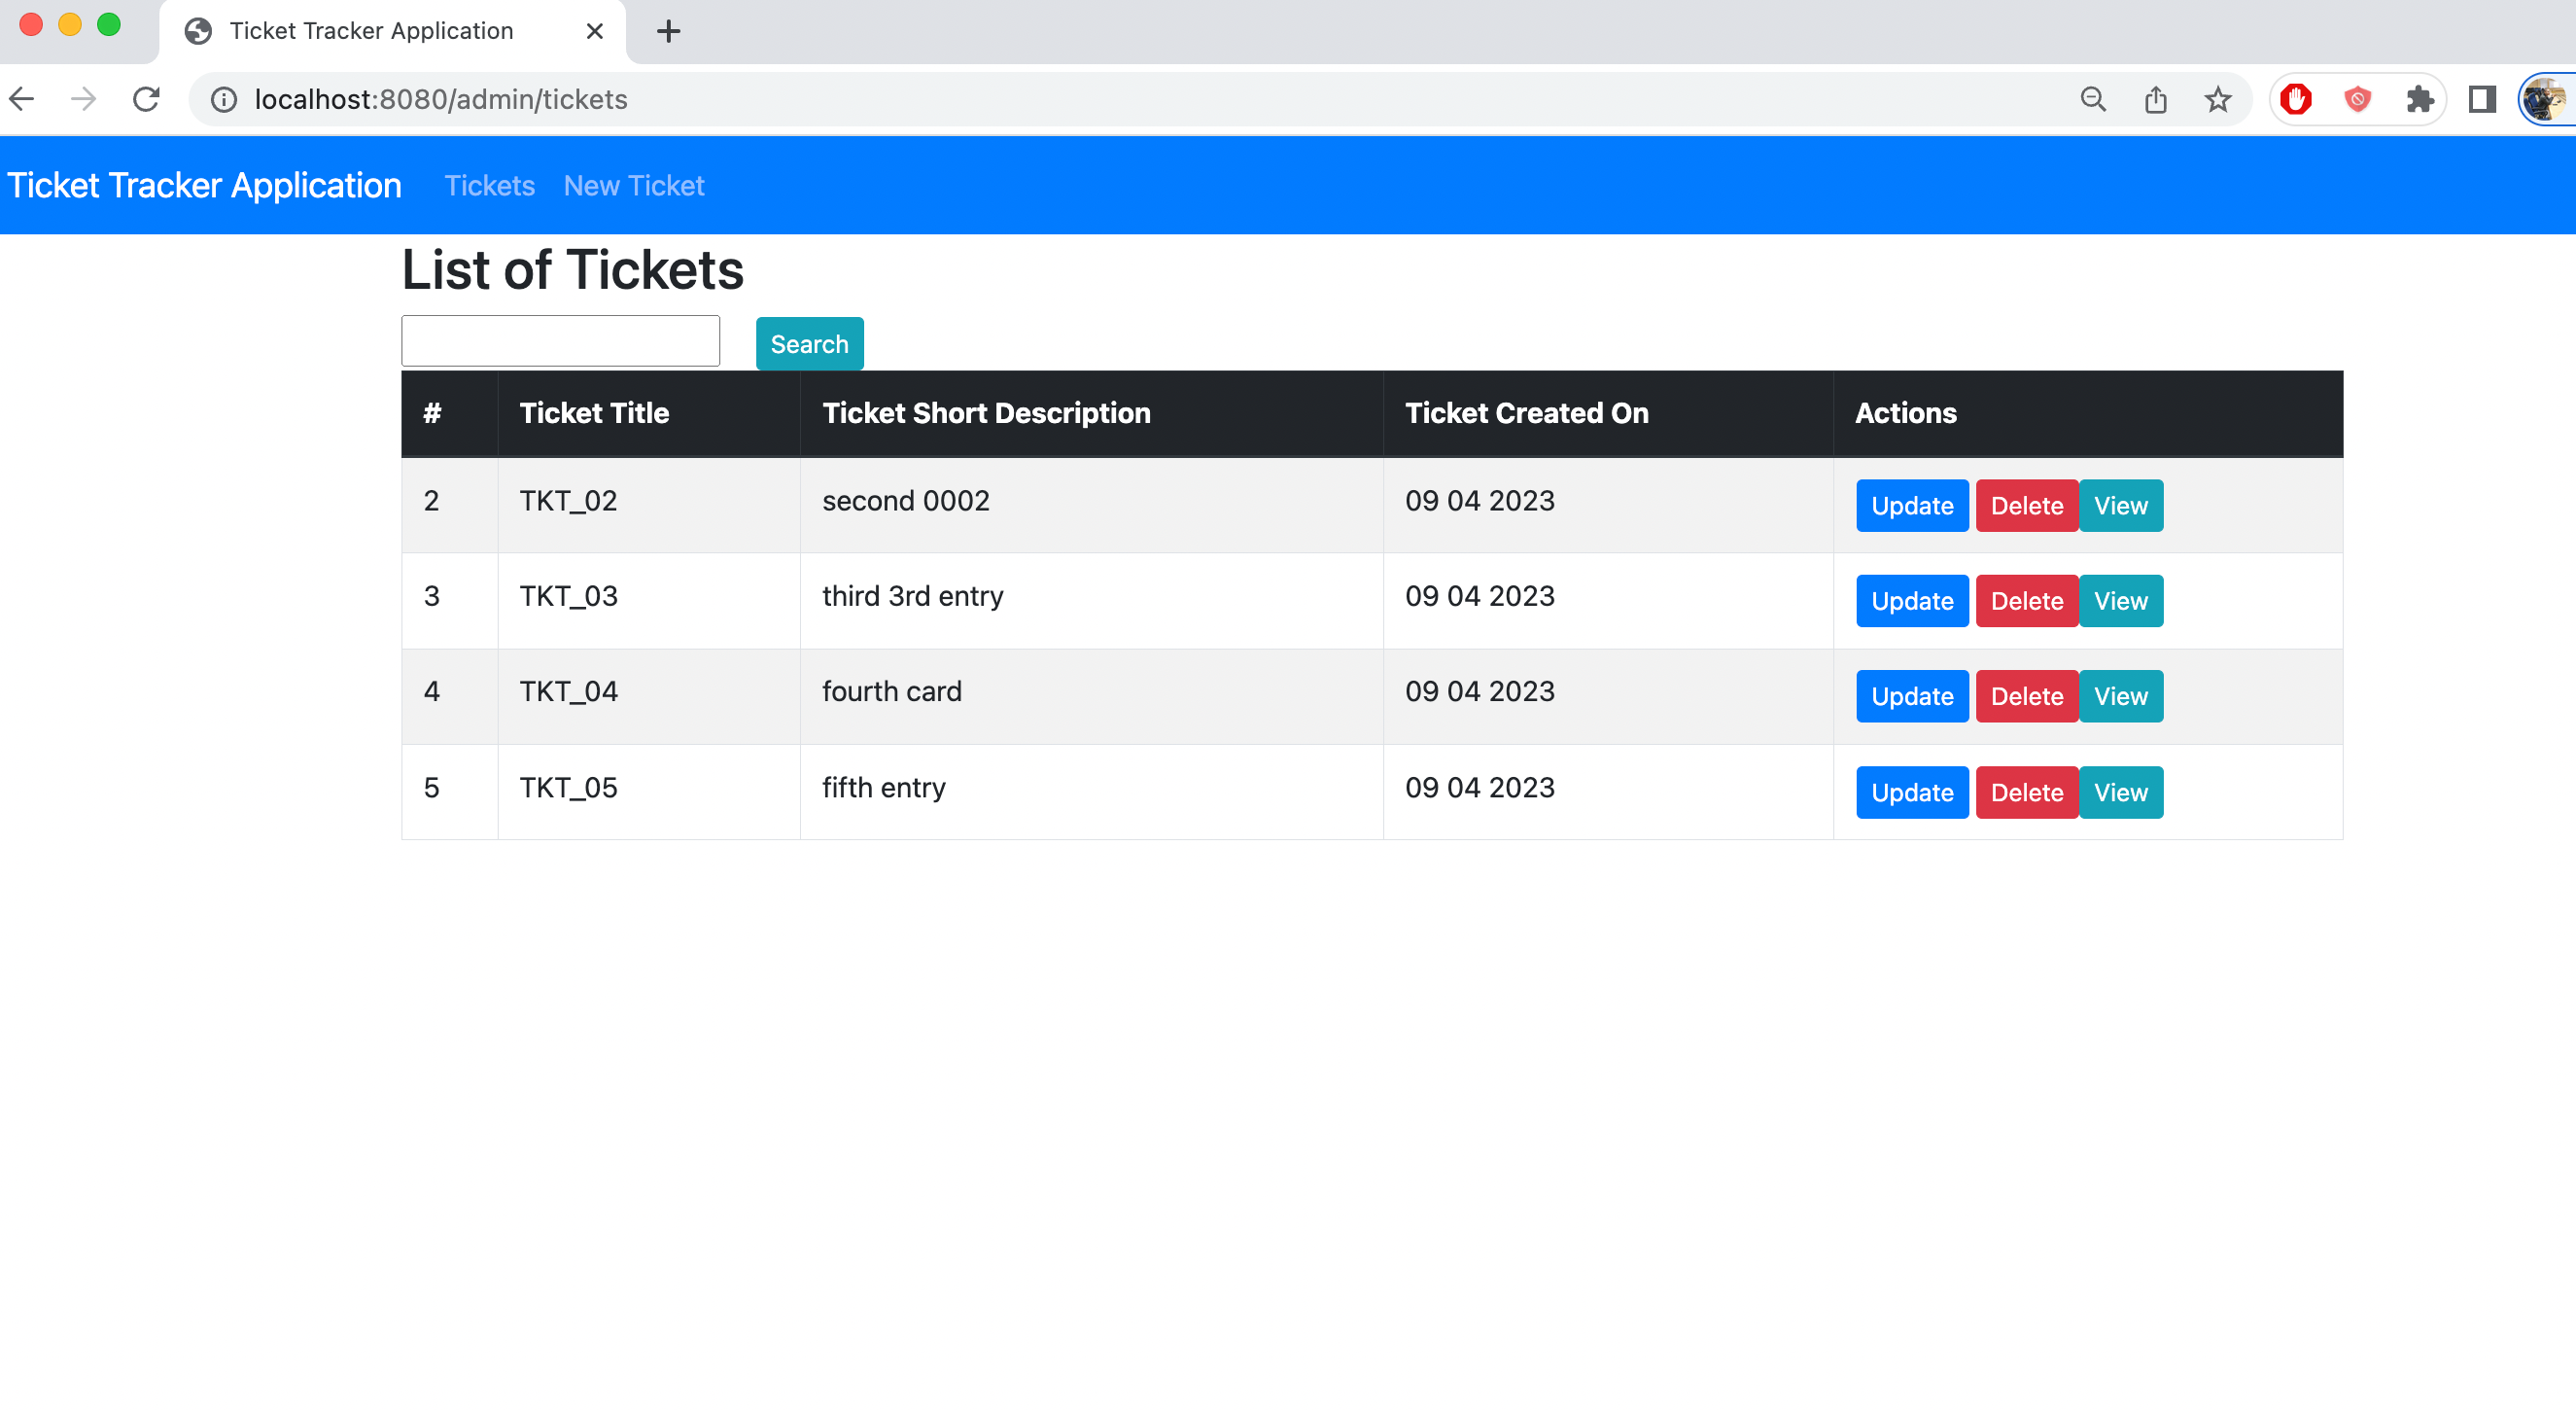 Ticket Tracker Application
localhost:8080/admin/tickets
Ticket Tracker Application Tickets New Ticket
List of Tickets
Search
# Ticket Title Ticket Short Description Ticket Created On Actions
2 TKT_02 second 0002 09 04 2023 Update Delete View
3 TKT_03 third 3rd entry 09 04 2023 Update Delete View
4 TKT_04 fourth card 09 04 2023 Update Delete View
5 TKT_05 fifth entry 09 04 2023 Update Delete View